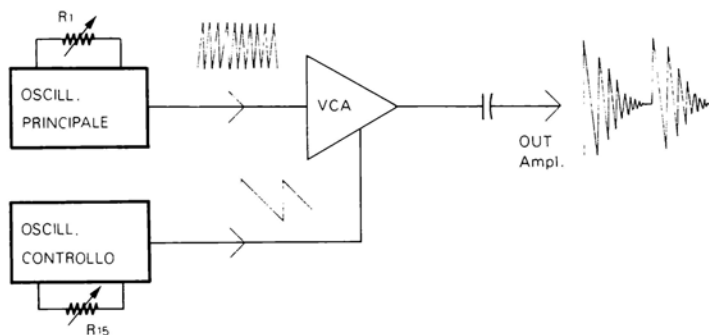 R1
OSCILL.
PRINCIPALE
VCA
OUT
Ampl.
OSCILL.
CONTROLLO
R15